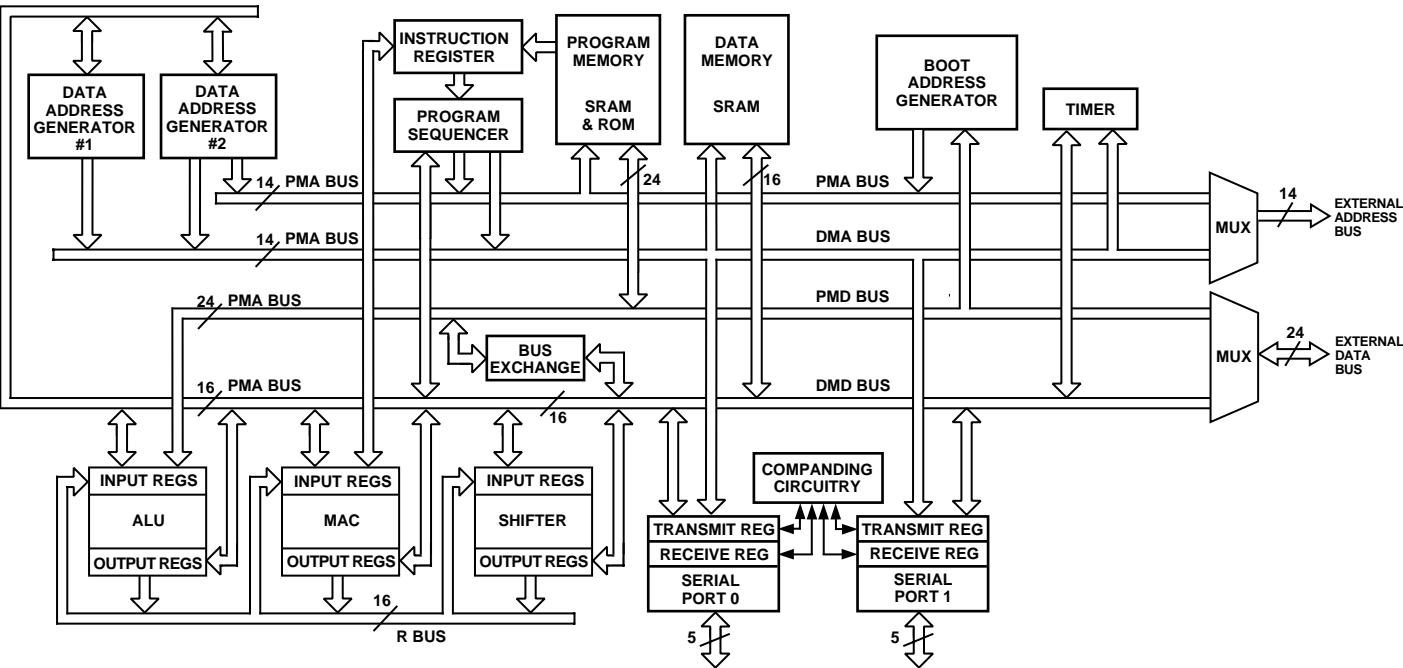 DATA
ADDRESS
GENERATOR
#1
DATA
ADDRESS
GENERATOR
#2
INSTRUCTION
REGISTER
PROGRAM
SEQUENCER
PROGRAM
MEMORY
SRAM
& ROM
DATA
MEMORY
SRAM
BOOT
ADDRESS
GENERATOR
TIMER
14 PMA BUS
24
16
PMA BUS
14
EXTERNAL
ADDRESS
BUS
MUX
14 PMA BUS
DMA BUS
24 PMA BUS
PMD BUS
MUX
24
EXTERNAL
DATA
BUS
BUS
EXCHANGE
16 PMA BUS
16
DMD BUS
INPUT REGS
ALU
OUTPUT REGS
INPUT REGS
MAC
OUTPUT REGS
INPUT REGS
SHIFTER
OUTPUT REGS
16
R BUS
COMPANDING
CIRCUITRY
TRANSMIT REG
RECEIVE REG
SERIAL
PORT 0
5
TRANSMIT REG
RECEIVE REG
SERIAL
PORT 1
5